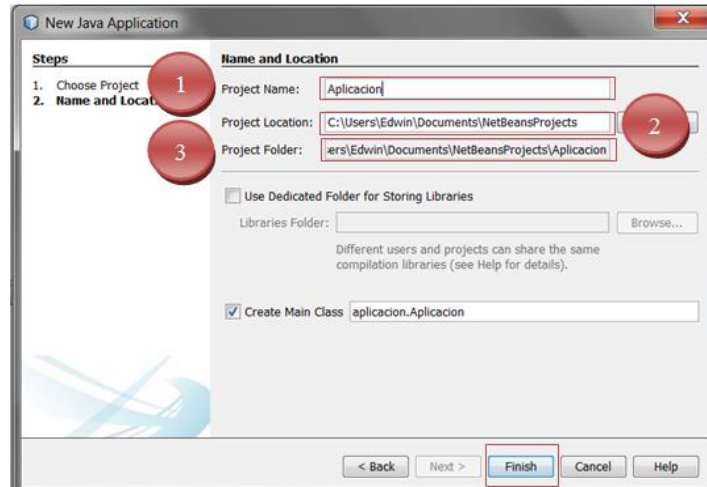 New Java Application
Steps
1. Choose Project
2. Name and Locati
Name and Location
1
Project Name: Aplicacion
Project Location: C:\Users\Edwin\Documents\NetBeansProjects
2
3
Project Folder: ers\Edwin\Documents\NetBeansProjects\Aplicacion
Use Dedicated Folder for Storing Libraries
Libraries Folder: Browse...
Different users and projects can share the same
compilation libraries (see Help for details).
Create Main Class aplicacion.Aplicacion
< Back Next > Finish Cancel Help